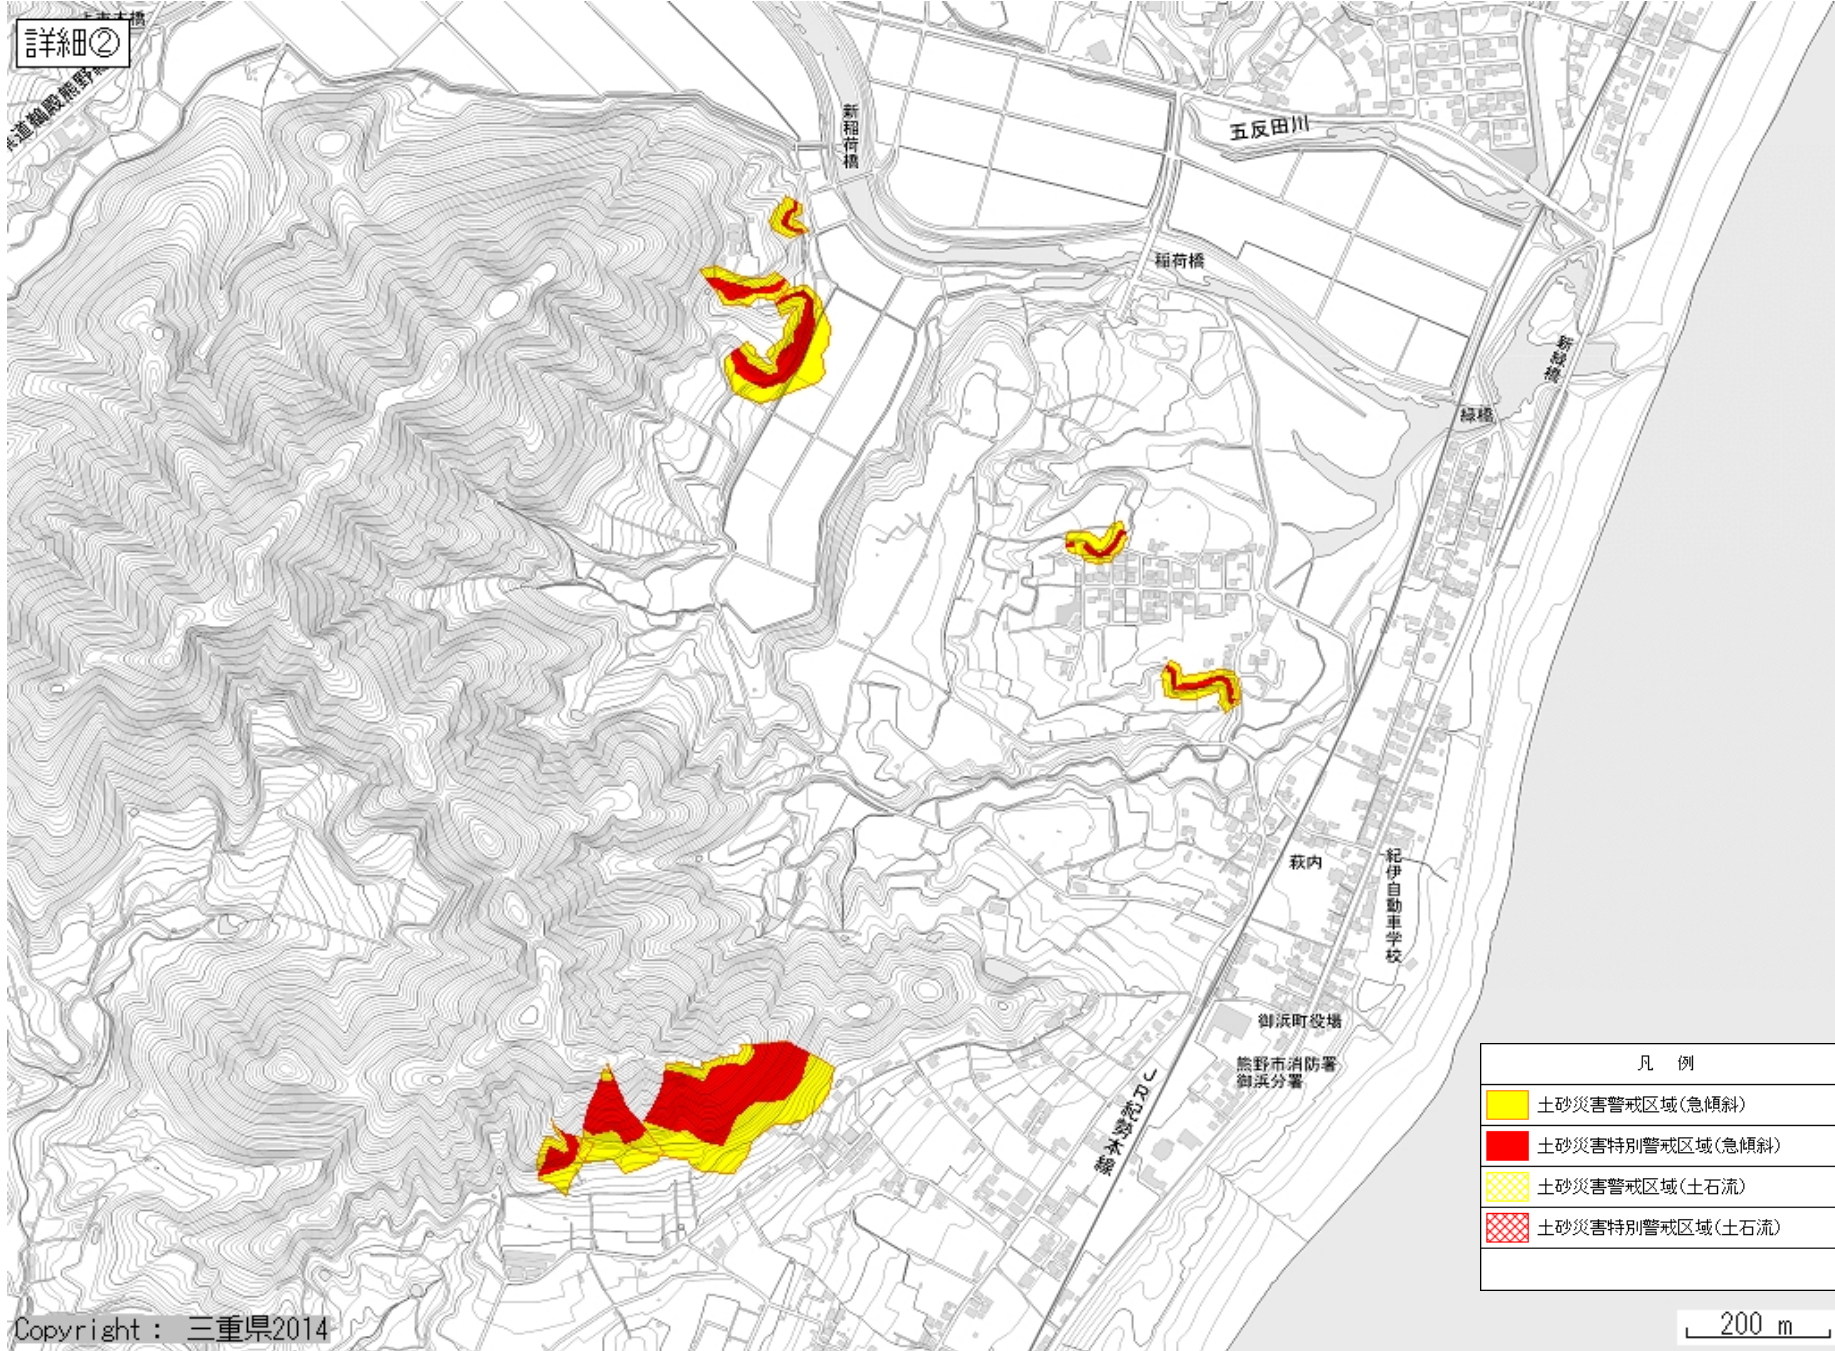 詳細②
新稲荷橋
五反田川
稲荷橋
新緑橋
緑橋
萩内
紀伊自動車学校
御浜町役場
熊野市消防署
御浜分署
JR紀勢本線
凡 例
土砂災害警戒区域(急傾斜)
土砂災害特別警戒区域(急傾斜)
土砂災害警戒区域(土石流)
土砂災害特別警戒区域(土石流)
Copyright : 三重県2014
200 m